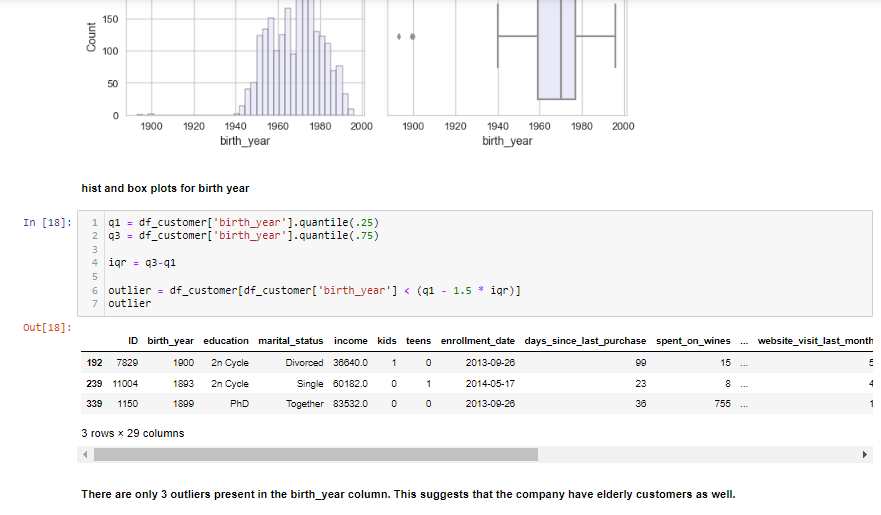 150
100
50
0
Count
1900 1920 1940 1960 1980 2000
birth_year
1900 1920 1940 1960 1980 2000
birth_year
hist and box plots for birth year
In [18]:
1 q1 = df_customer['birth_year'].quantile(.25)
2 q3 = df_customer['birth_year'].quantile(.75)
3
4 iqr = q3-q1
5
6 outlier = df_customer[df_customer['birth_year'] < (q1 - 1.5 * iqr)]
7 outlier
Out[18]:
ID birth_year education marital_status income kids teens enrollment_date days_since_last_purchase spent_on_wines ... website_visit_last_month
192 7829 1900 2n Cycle Divorced 36640.0 1 0 2013-09-26 99 15 ...
239 11004 1893 2n Cycle Single 60182.0 0 1 2014-05-17 23 8 ... 4
339 1150 1899 PhD Together 83532.0 0 0 2013-09-26 36 755 ... 1
3 rows × 29 columns
There are only 3 outliers present in the birth_year column. This suggests that the company have elderly customers as well.